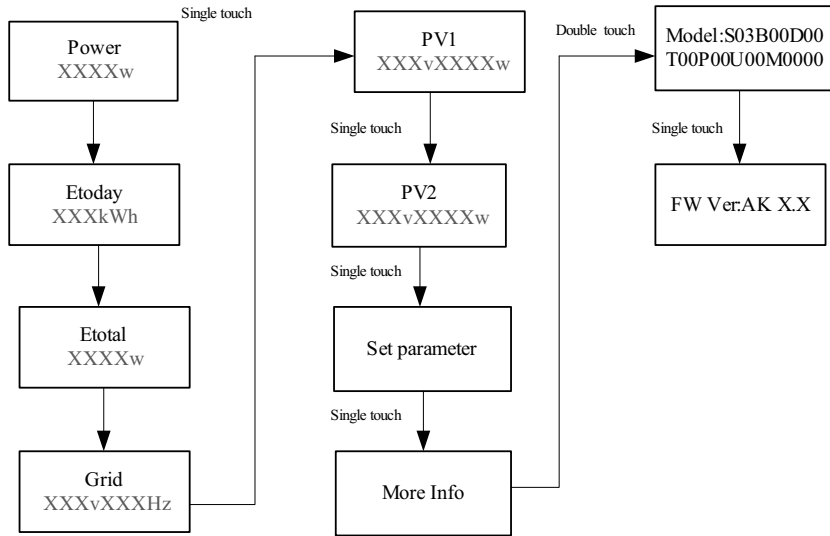 Single touch
Power
XXXXw
Etoday
XXXkWh
Etotal
XXXXw
Grid
XXXvXXXHz
PV1
XXXvXXXXw
Single touch
PV2
XXXvXXXXw
Single touch
Set parameter
Single touch
More Info
Double touch
Model:S03B00D00
T00P00U00M0000
Single touch
FW Ver:AK X.X